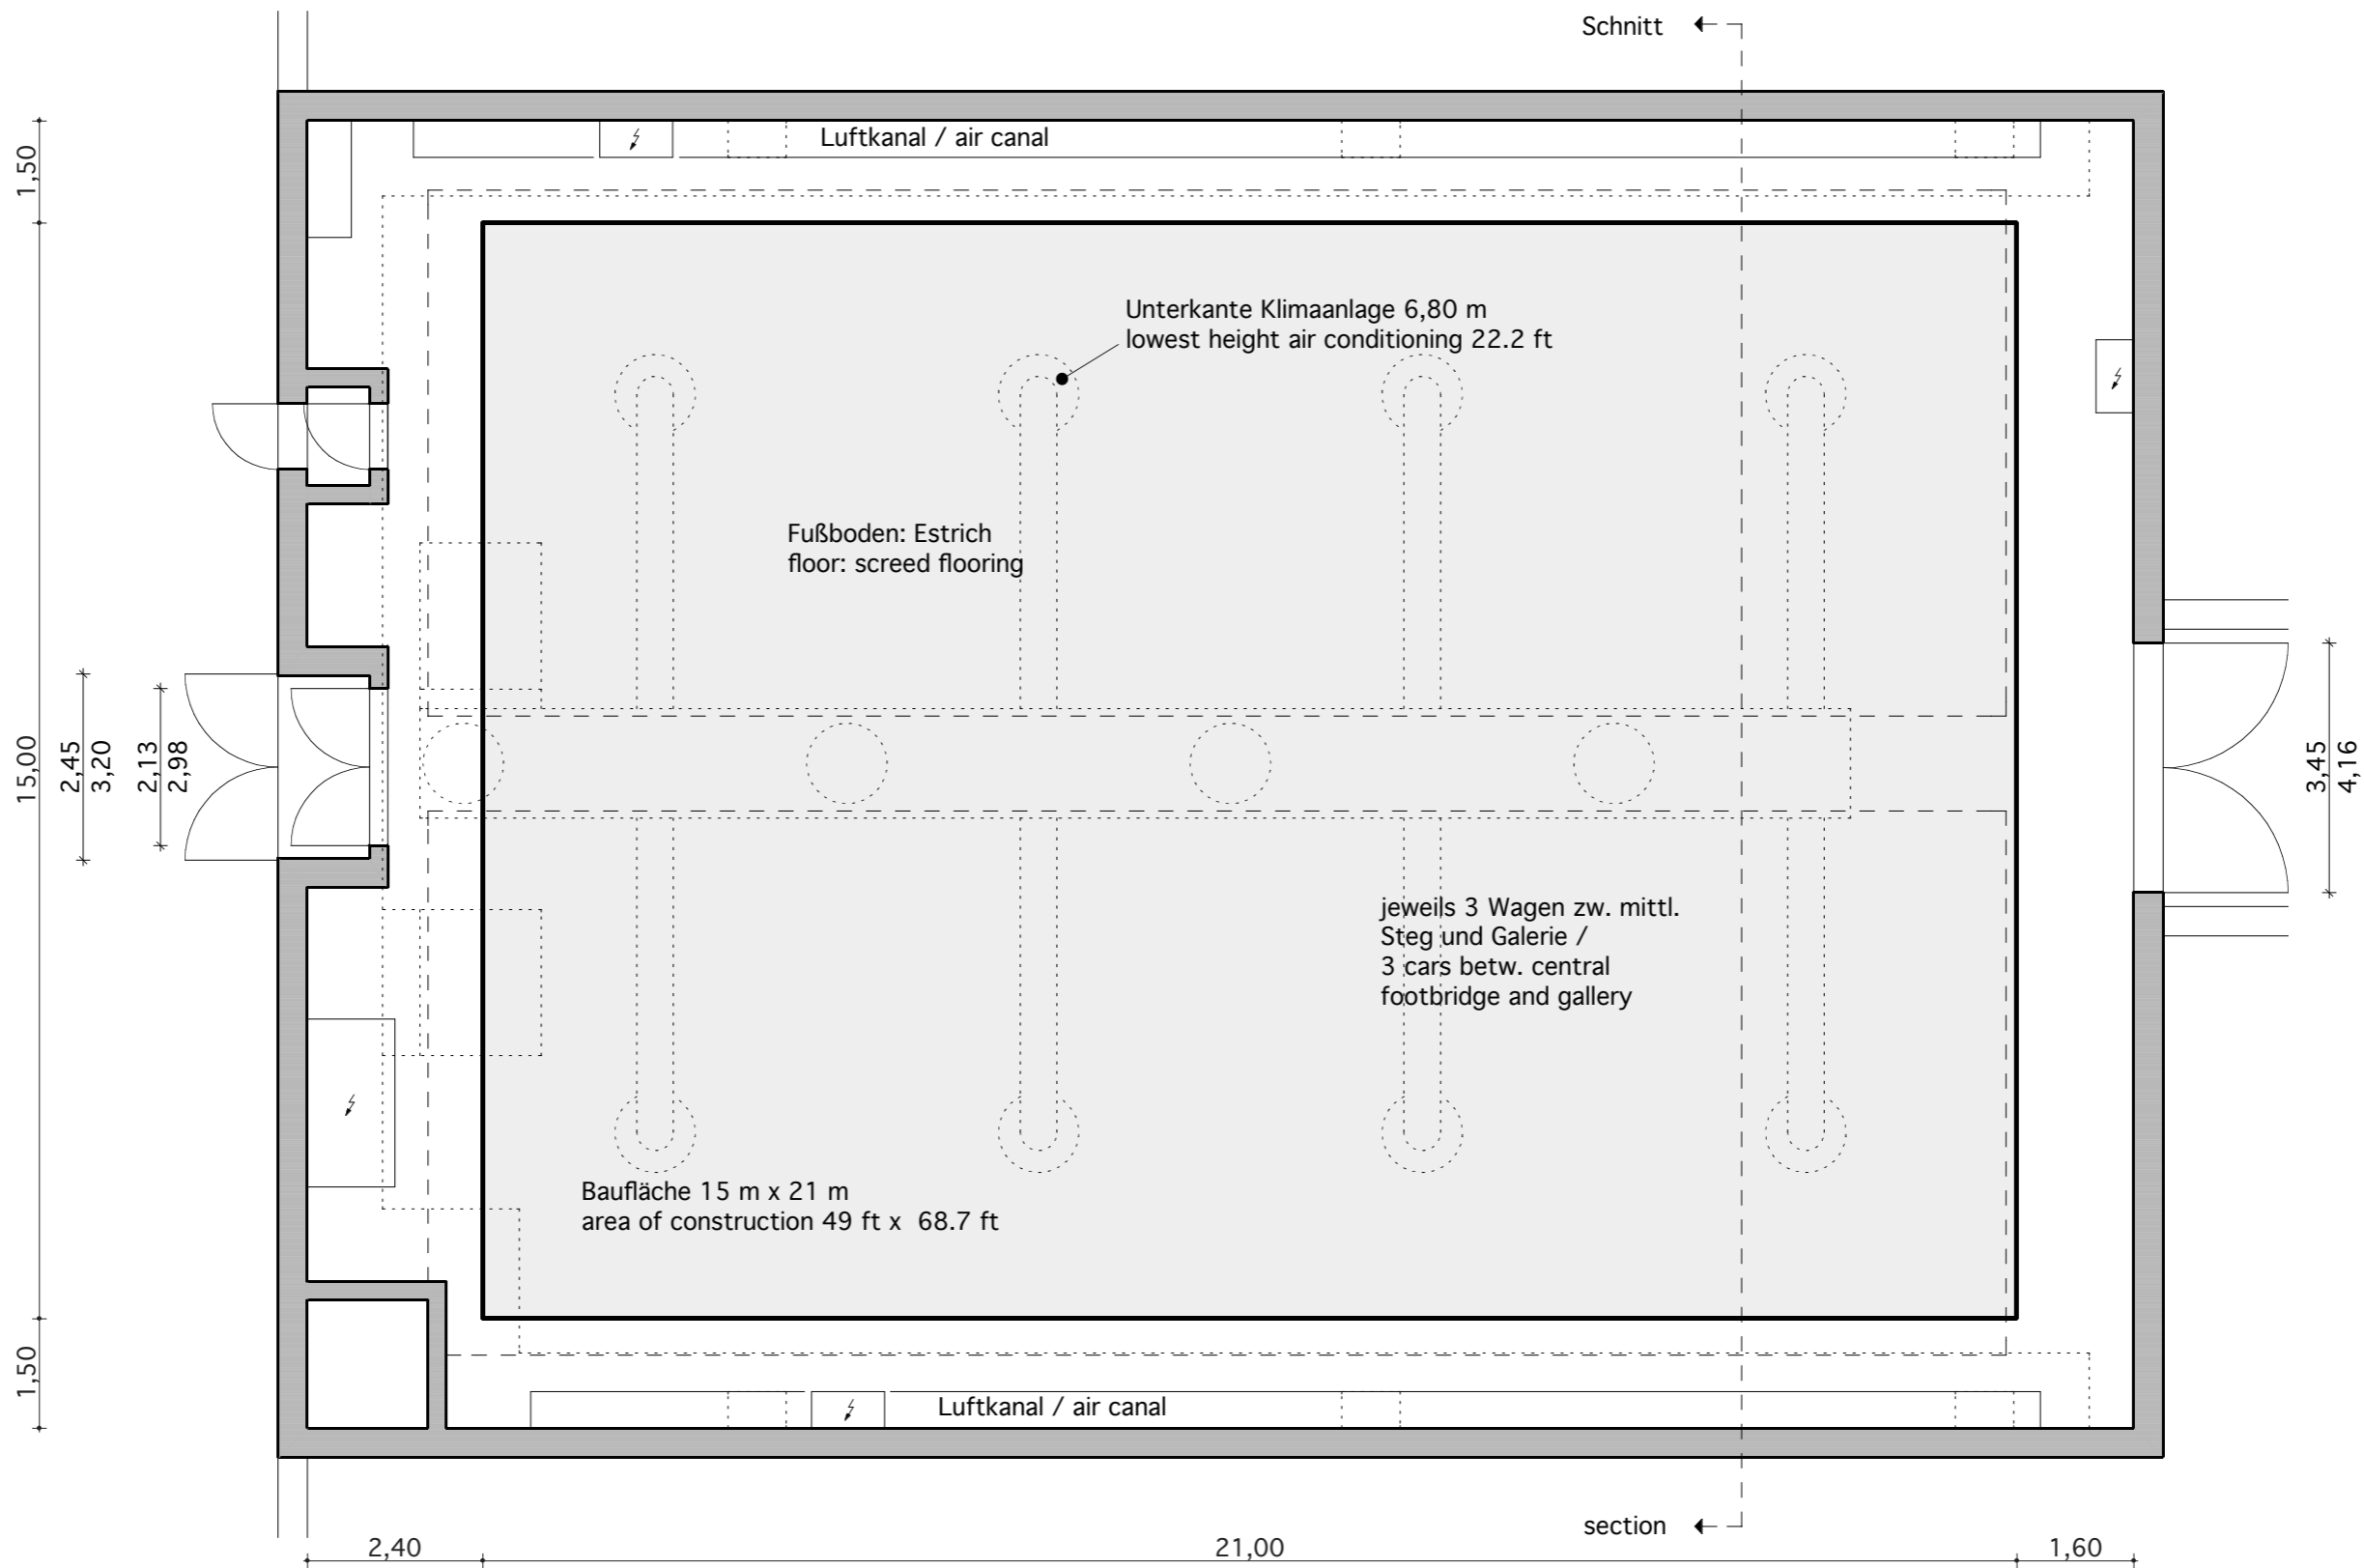 Schnitt
Luftkanal / air canal
1,50
Unterkante Klimaanlage 6,80 m
lowest height air conditioning 22.2 ft
Fußboden: Estrich
floor: screed flooring
15,00
2,45
3,20
2,13
2,98
3,45
4,16
jeweils 3 Wagen zw. mittl.
Steg und Galerie /
3 cars betw. central
footbridge and gallery
Baufläche 15 m x 21 m
area of construction 49 ft x  68.7 ft
1,50
Luftkanal / air canal
section
2,40
21,00
1,60